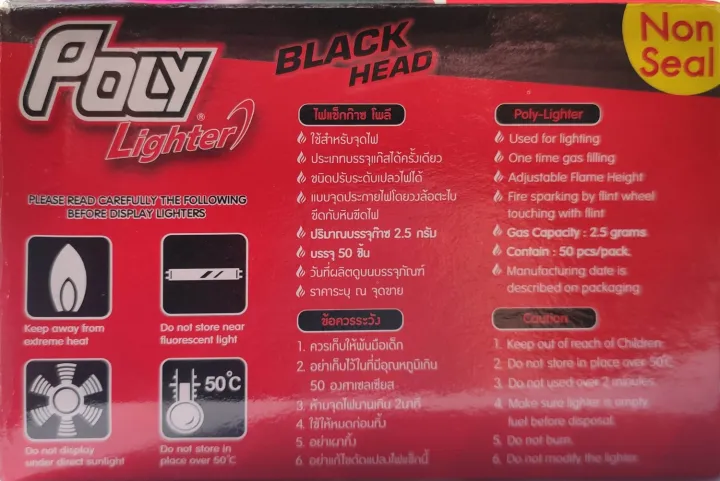 POLY
Lighter®
BLACK
HEAD
Non
Seal
PLEASE READ CAREFULLY THE FOLLOWING
BEFORE DISPLAY LIGHTERS
Keep away from
extreme heat
Do not store near
fluorescent light
50°C
Do not display
under direct sunlight
Do not store in
place over 50°C
ไฟแช็กก๊าซ โพลี
ใช้สำหรับจุดไฟ
ประเภทบรรจุแก๊สได้ครั้งเดียว
ชนิดปรับระดับเปลวไฟได้
แบบจุดประกายไฟโดยวงล้อตะไบ
ขีดกับหินขีดไฟ
ปริมาณบรรจุก๊าซ 2.5 กรัม
บรรจุ 50 ชิ้น
วันที่ผลิตดูบนบรรจุภัณฑ์
ราคาระบุ ณ จุดขาย
ข้อควรระวัง
1. ควรเก็บให้พ้นมือเด็ก
2. อย่าเก็บไว้ในที่มีอุณหภูมิเกิน
50 องศาเซลเซียส
3. ห้ามจุดไฟนานเกิน 2นาที
4. ใช้ให้หมดก่อนทิ้ง
5. อย่าเผาทิ้ง
6. อย่าแก้ไขดัดแปลงไฟแช็กนี้
Poly-Lighter
Used for lighting
One time gas filling
Adjustable Flame Height
Fire sparking by flint wheel
touching with flint
Gas Capacity : 2.5 grams
Contain : 50 pcs/pack.
Manufacturing date is
described on packaging
Caution
1. Keep out of reach of Children.
2. Do not store in place over 50°C
3. Do not used over 2 minutes.
4. Make sure lighter is empty
fuel before disposal.
5. Do not burn.
6. Do not modify the lighter.